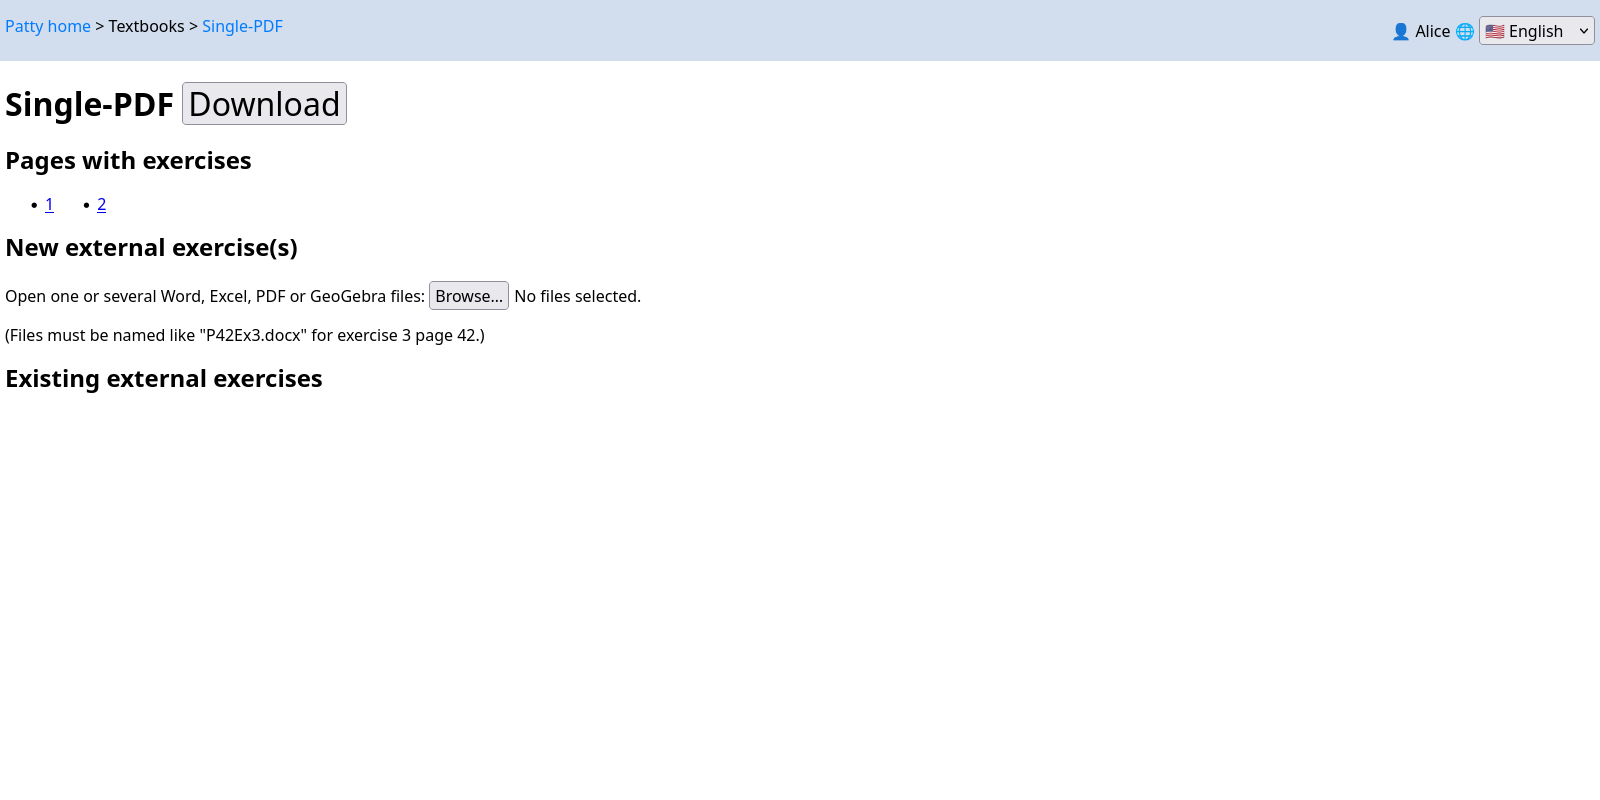 Patty home > Textbooks > Single-PDF
👤 Alice 🌐 🇺🇸 English
Single-PDF Download
Pages with exercises
• 1 • 2
New external exercise(s)
Open one or several Word, Excel, PDF or GeoGebra files: Browse... No files selected.
(Files must be named like "P42Ex3.docx" for exercise 3 page 42.)
Existing external exercises